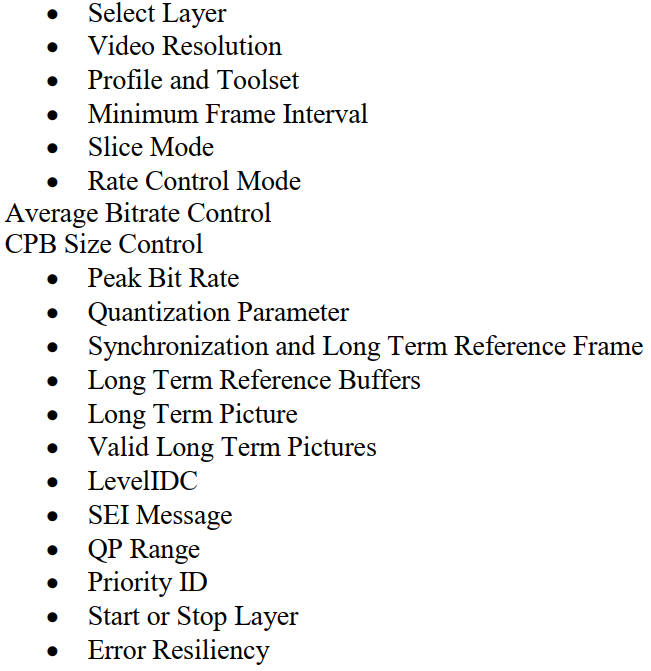 • Select Layer
• Video Resolution
• Profile and Toolset
• Minimum Frame Interval
• Slice Mode
• Rate Control Mode
Average Bitrate Control
CPB Size Control
• Peak Bit Rate
• Quantization Parameter
• Synchronization and Long Term Reference Frame
• Long Term Reference Buffers
• Long Term Picture
• Valid Long Term Pictures
• LevelIDC
• SEI Message
• QP Range
• Priority ID
• Start or Stop Layer
• Error Resiliency